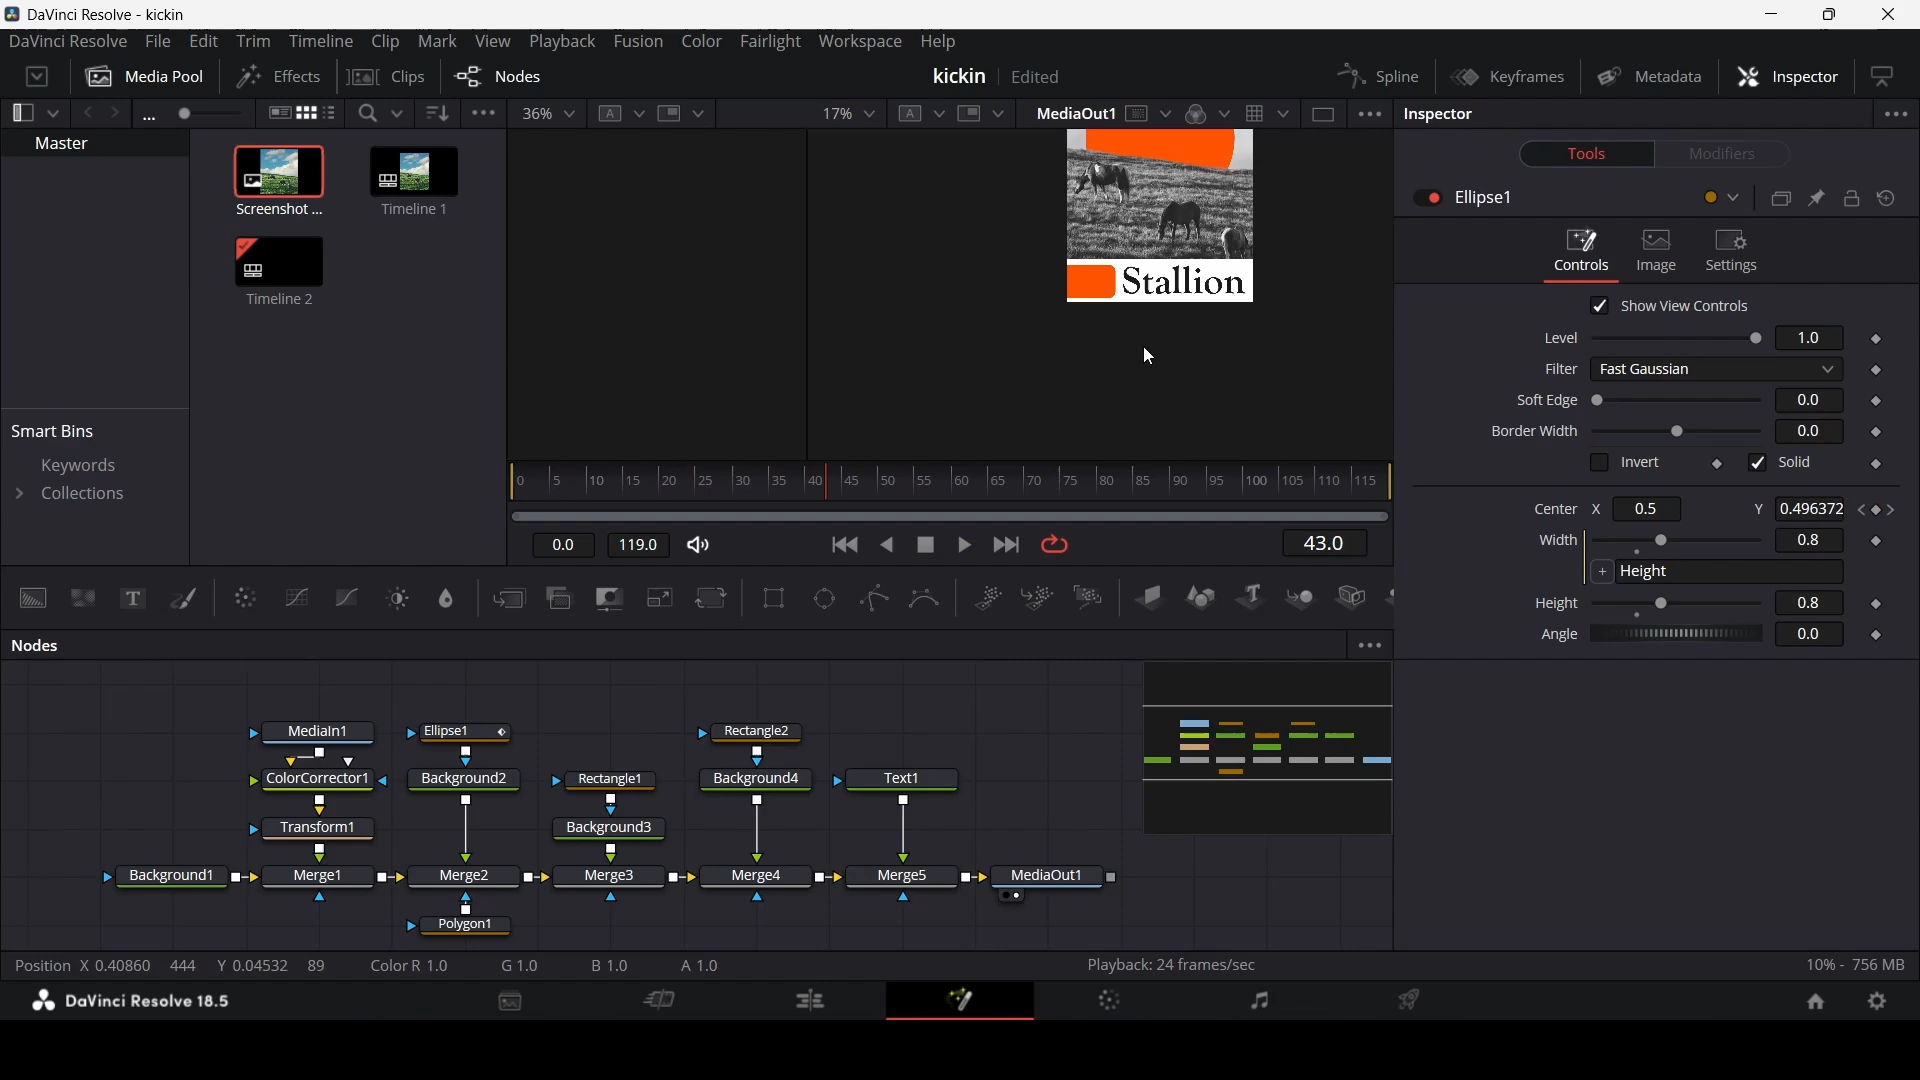 DaVinci Resolve - kickin
DaVinci Resolve File Edit Trim Timeline Clip Mark View Playback Fusion Color Fairlight Workspace Help
Media Pool Effects Clips Nodes kickin Edited Spline Keyframes Metadata Inspector
... 36% A 17% A MediaOut1 Inspector
Master
Screenshot ...
Timeline 1
Timeline 2
Smart Bins
Keywords
Collections
Stallion
Tools Modifiers
Ellipse1
Controls Image Settings
Show View Controls
Level 1.0
Filter Fast Gaussian
Soft Edge 0.0
Border Width 0.0
Invert Solid
Center X 0.5 Y 0.496372
Width 0.8
+ Height
Height 0.8
Angle 0.0
0 5 10 15 20 25 30 35 40 45 50 55 60 65 70 75 80 85 90 95 100 105 110 115
0.0 119.0 43.0
T T
Nodes
MediaIn1 Ellipse1 Rectangle2
ColorCorrector1 Background2 Rectangle1 Background4 Text1
Transform1 Background3
Background1 Merge1 Merge2 Merge3 Merge4 Merge5 MediaOut1
Polygon1
Position X 0.40860 444 Y 0.04532 89 Color R 1.0 G 1.0 B 1.0 A 1.0 Playback: 24 frames/sec 10% - 756 MB
DaVinci Resolve 18.5